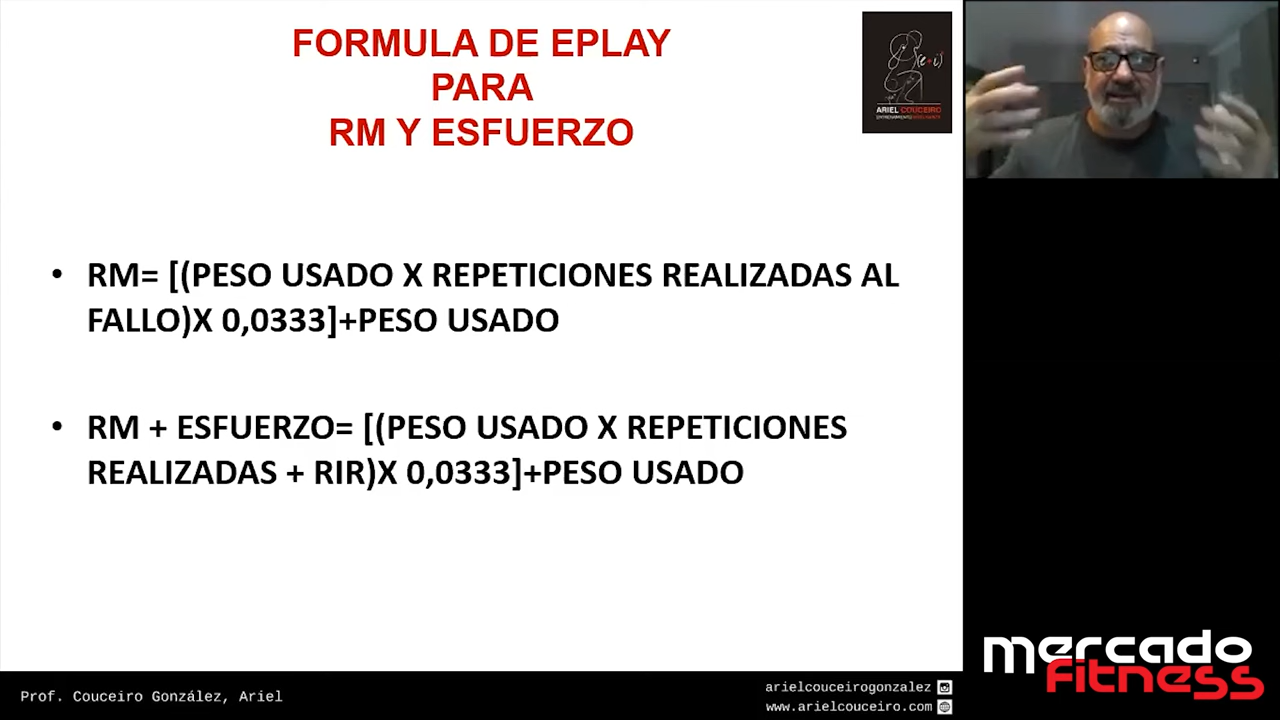 FORMULA DE EPLAY
PARA
RM Y ESFUERZO
ARIEL COUCEIRO
• RM= [(PESO USADO X REPETICIONES REALIZADAS AL
FALLO)X 0,0333]+PESO USADO
• RM + ESFUERZO= [(PESO USADO X REPETICIONES
REALIZADAS + RIR)X 0,0333]+PESO USADO
Prof. Couceiro González, Ariel
arielcouceirogonzalez
www.arielcouceiro.com
mercado
fitness